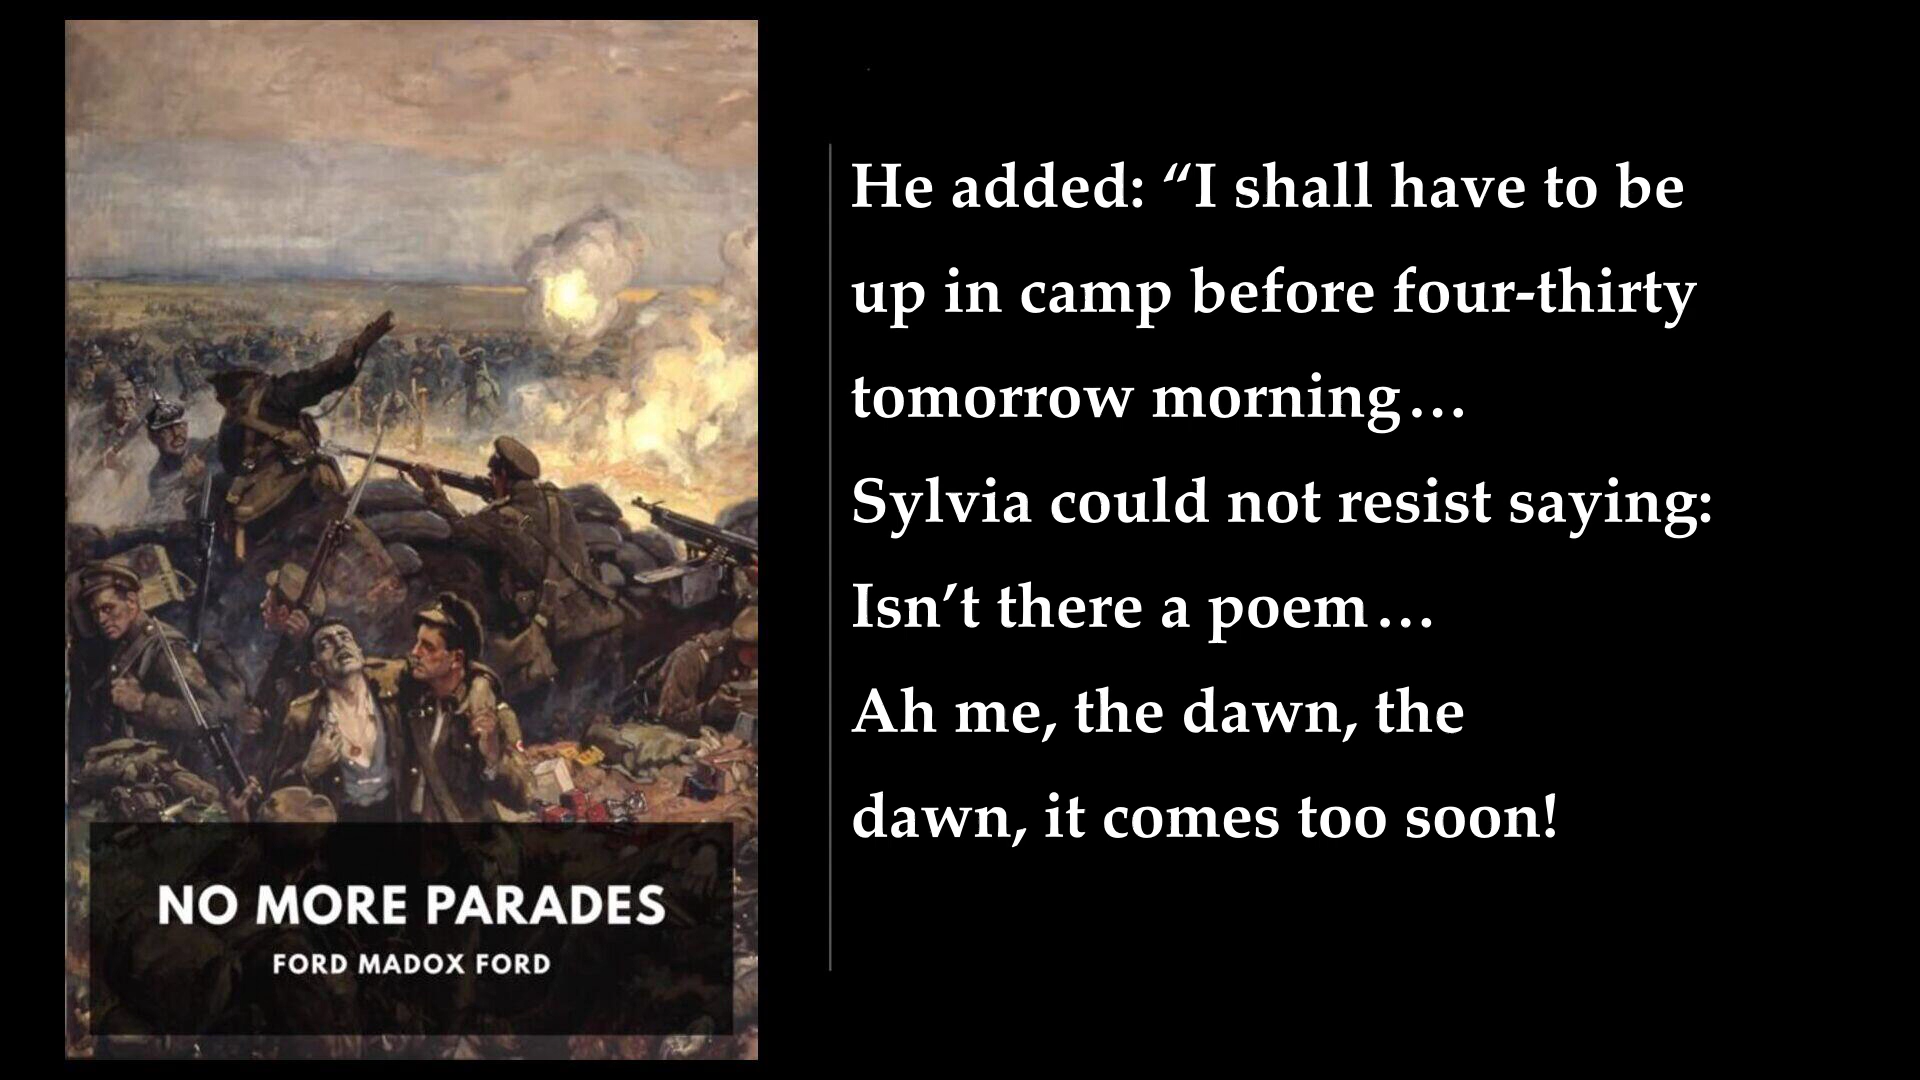 He added: “I shall have to be
up in camp before four-thirty
tomorrow morning…
Sylvia could not resist saying:
Isn’t there a poem…
Ah me, the dawn, the
dawn, it comes too soon!
NO MORE PARADES
FORD MADOX FORD